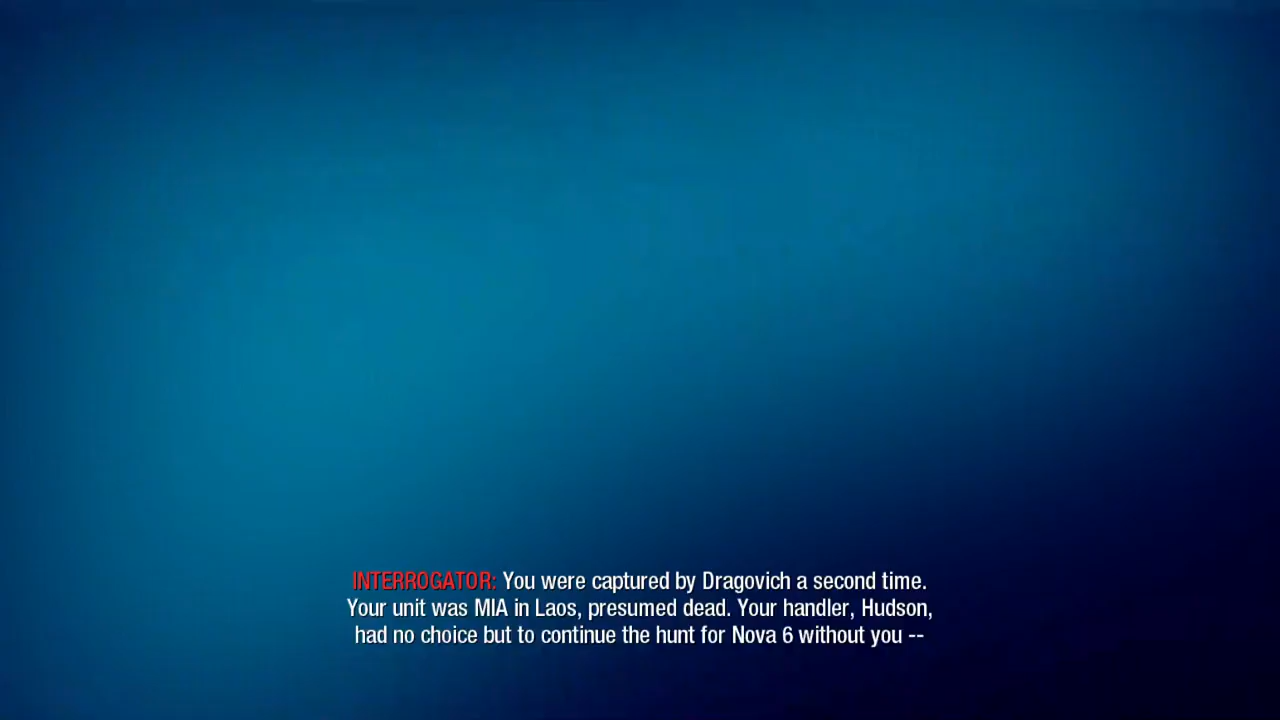 INTERROGATOR: You were captured by Dragovich a second time.
Your unit was MIA in Laos, presumed dead. Your handler, Hudson,
had no choice but to continue the hunt for Nova 6 without you --